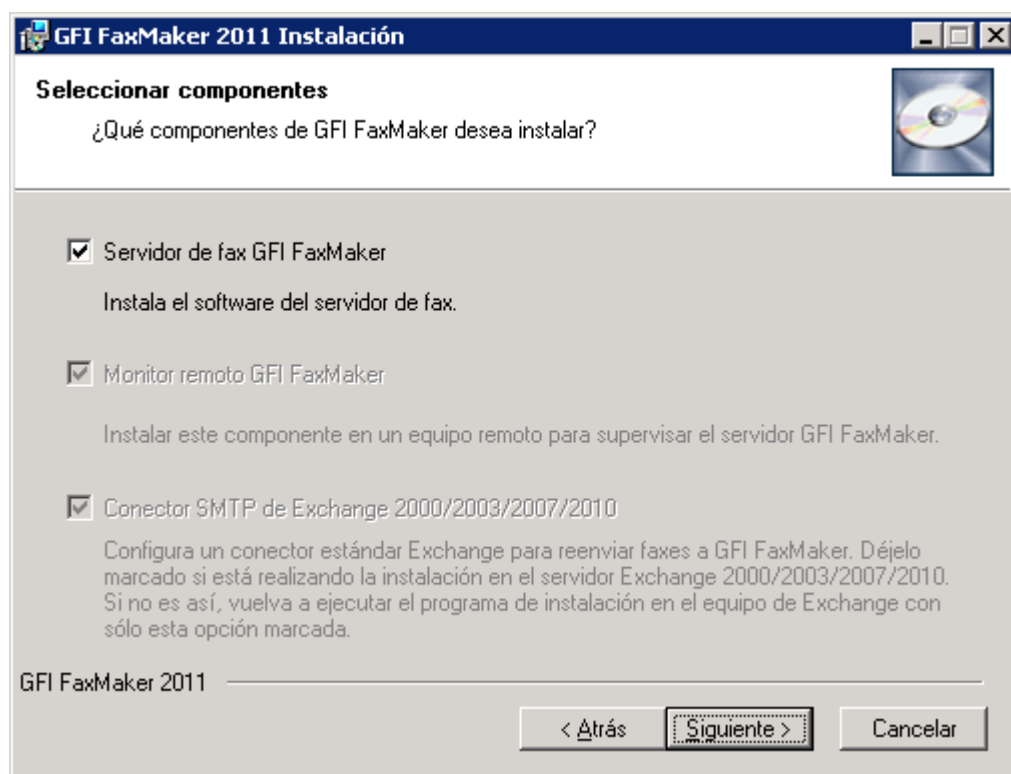 GFI FaxMaker 2011 Instalación
Seleccionar componentes
¿Qué componentes de GFI FaxMaker desea instalar?
Servidor de fax GFI FaxMaker
Instala el software del servidor de fax.
Monitor remoto GFI FaxMaker
Instalar este componente en un equipo remoto para supervisar el servidor GFI FaxMaker.
Conector SMTP de Exchange 2000/2003/2007/2010
Configura un conector estándar Exchange para reenviar faxes a GFI FaxMaker. Déjelo
marcado si está realizando la instalación en el servidor Exchange 2000/2003/2007/2010.
Si no es así, vuelva a ejecutar el programa de instalación en el equipo de Exchange con
sólo esta opción marcada.
GFI FaxMaker 2011
< Atrás
Siguiente >
Cancelar